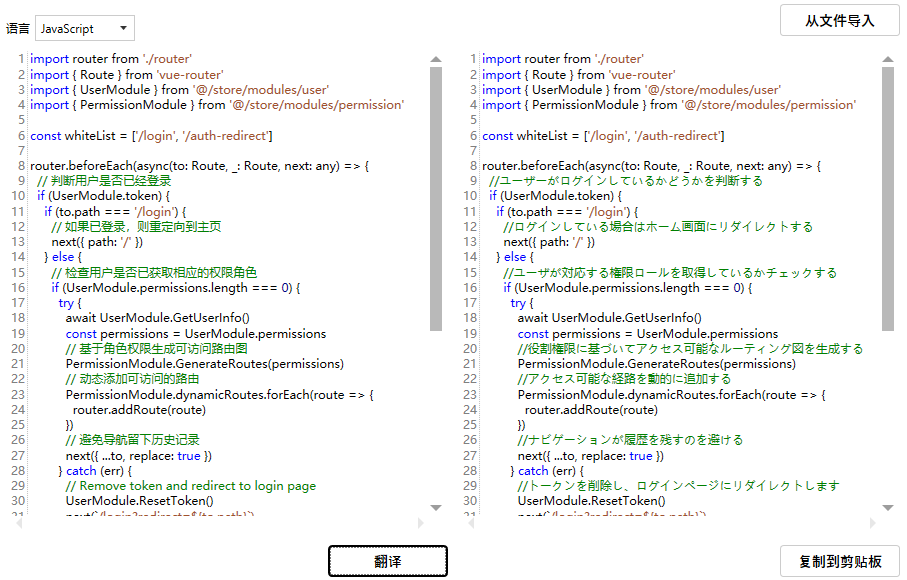 语言 JavaScript
从文件导入
1 import router from './router'
2 import { Route } from 'vue-router'
3 import { UserModule } from '@/store/modules/user'
4 import { PermissionModule } from '@/store/modules/permission'
5
6 const whiteList = ['/login', '/auth-redirect']
7
8 router.beforeEach(async(to: Route, _: Route, next: any) => {
9 // 判断用户是否已经登录
10 if (UserModule.token) {
11 if (to.path === '/login') {
12 // 如果已登录，则重定向到主页
13 next({ path: '/' })
14 } else {
15 // 检查用户是否已获取相应的权限角色
16 if (UserModule.permissions.length === 0) {
17 try {
18 await UserModule.GetUserInfo()
19 const permissions = UserModule.permissions
20 // 基于角色权限生成可访问路由图
21 PermissionModule.GenerateRoutes(permissions)
22 // 动态添加可访问的路由
23 PermissionModule.dynamicRoutes.forEach(route => {
24 router.addRoute(route)
25 })
26 // 避免导航留下历史记录
27 next({ ...to, replace: true })
28 } catch (err) {
29 // Remove token and redirect to login page
30 UserModule.ResetToken()
31 next(`/login?redirect=${to.path}`)
1 import router from './router'
2 import { Route } from 'vue-router'
3 import { UserModule } from '@/store/modules/user'
4 import { PermissionModule } from '@/store/modules/permission'
5
6 const whiteList = ['/login', '/auth-redirect']
7
8 router.beforeEach(async(to: Route, _: Route, next: any) => {
9 //ユーザーがログインしているかどうかを判断する
10 if (UserModule.token) {
11 if (to.path === '/login') {
12 //ログインしている場合はホーム画面にリダイレクトする
13 next({ path: '/' })
14 } else {
15 //ユーザが対応する権限ロールを取得しているかチェックする
16 if (UserModule.permissions.length === 0) {
17 try {
18 await UserModule.GetUserInfo()
19 const permissions = UserModule.permissions
20 //役割権限に基づいてアクセス可能なルーティング図を生成する
21 PermissionModule.GenerateRoutes(permissions)
22 //アクセス可能な経路を動的に追加する
23 PermissionModule.dynamicRoutes.forEach(route => {
24 router.addRoute(route)
25 })
26 //ナビゲーションが履歴を残すのを避ける
27 next({ ...to, replace: true })
28 } catch (err) {
29 //トークンを削除し、ログインページにリダイレクトします
30 UserModule.ResetToken()
31 next(`/login?redirect=${to.path}`)
翻译
复制到剪贴板